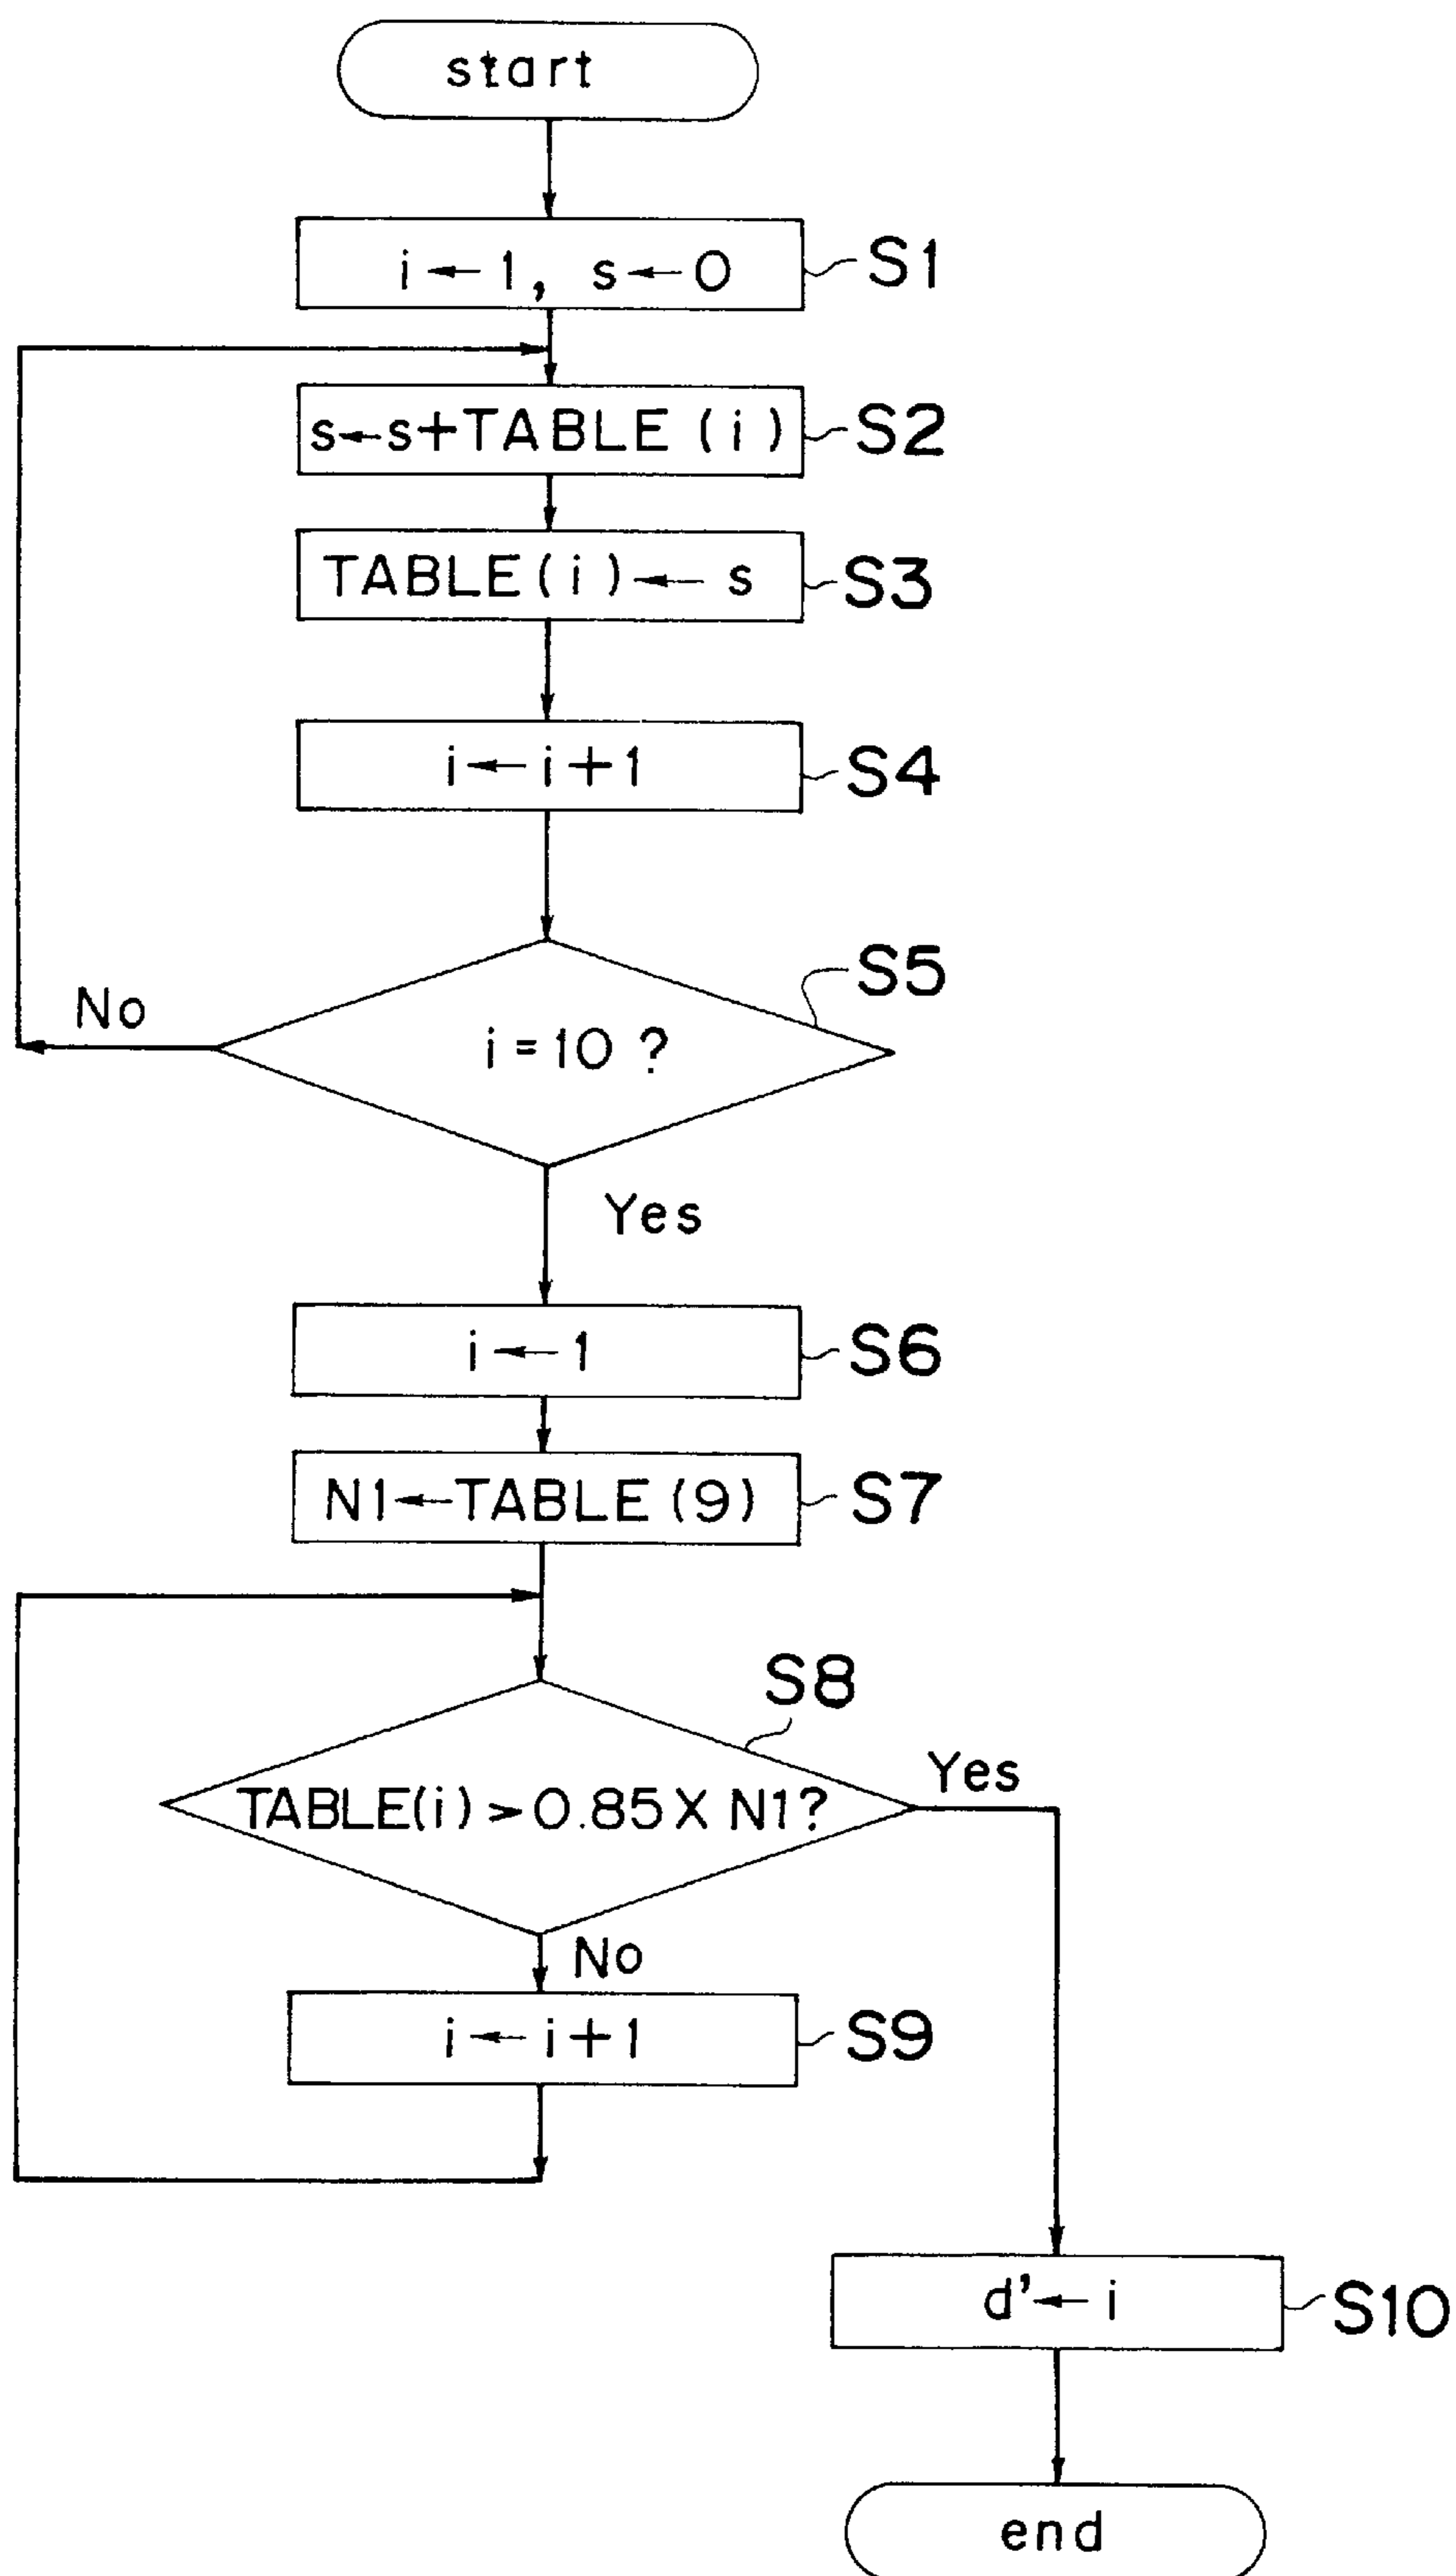 start
i ← 1, s ← 0
S1
s ← s + TABLE (i)
S2
TABLE (i) ← s
S3
i ← i + 1
S4
S5
No
i = 10 ?
Yes
i ← 1
S6
N1 ← TABLE (9)
S7
S8
Yes
TABLE(i) > 0.85 X N1?
No
i ← i + 1
S9
d' ← i
S10
end